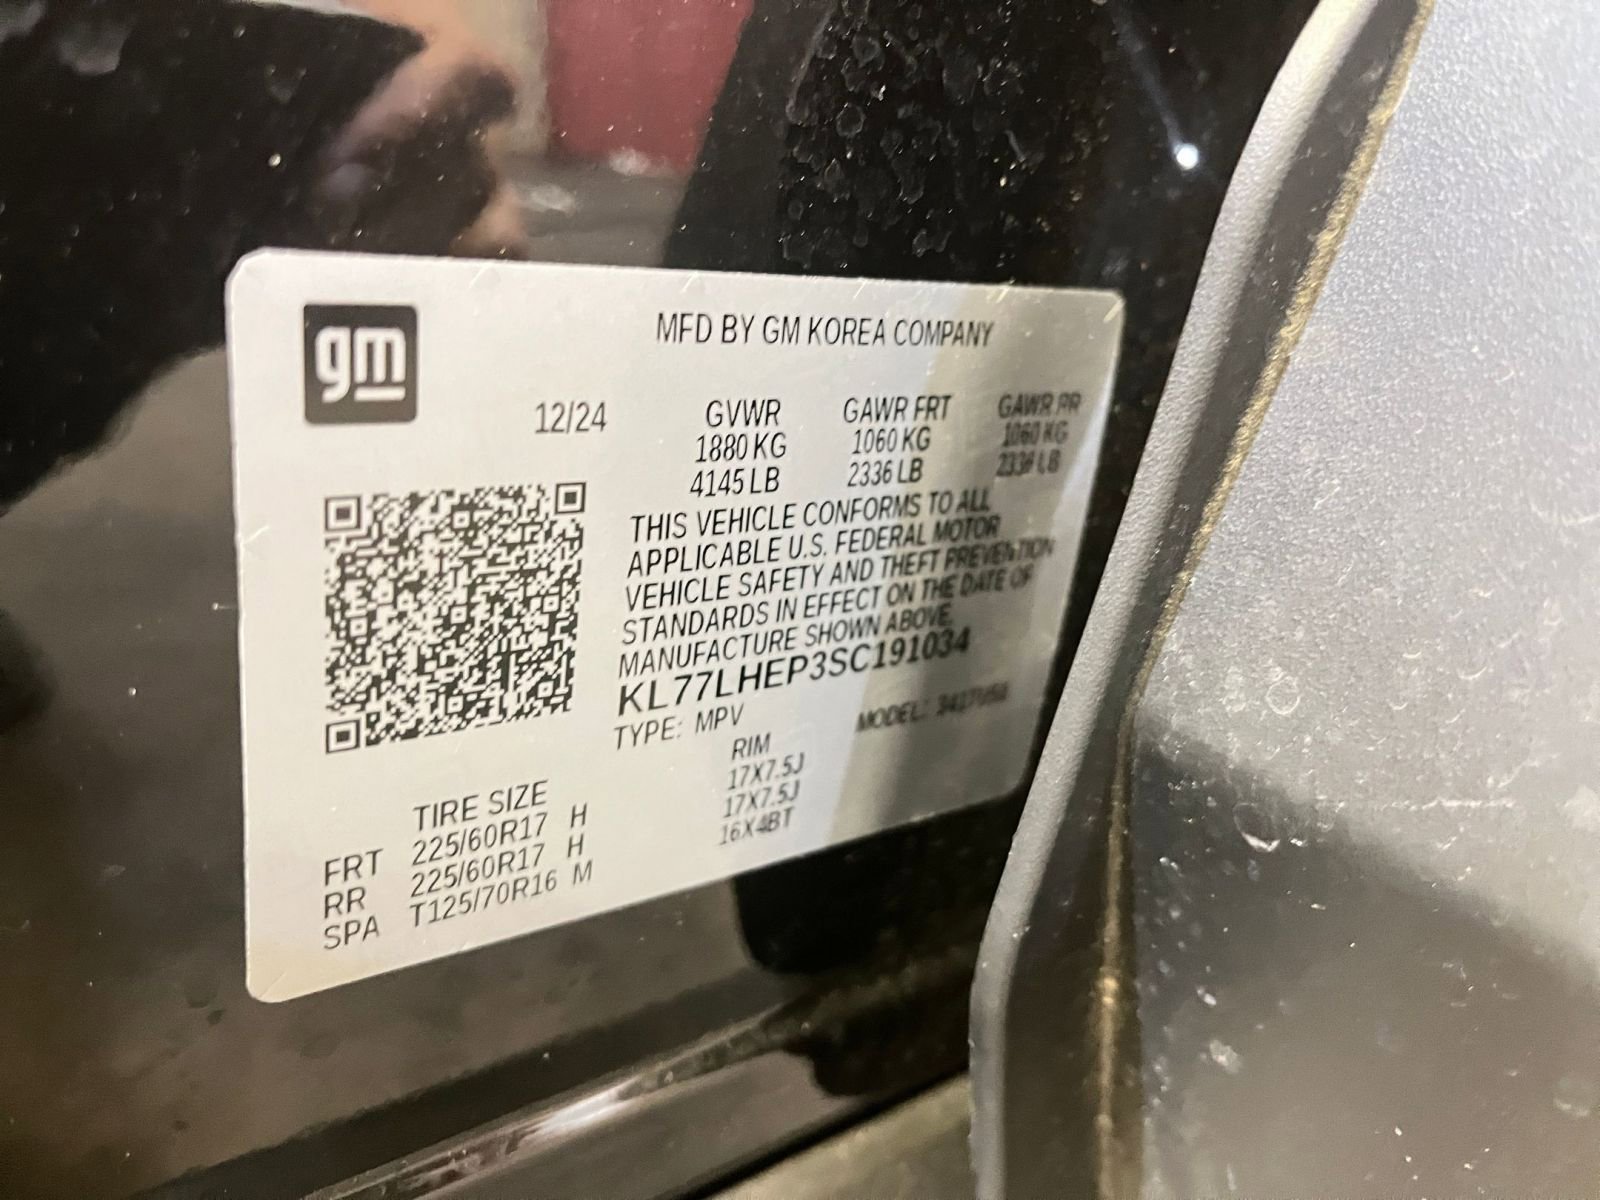 gm
MFD BY GM KOREA COMPANY
12/24 GVWR GAWR FRT GAWR RR
1880 KG 1060 KG 1060 KG
4145 LB 2336 LB 2336 LB
THIS VEHICLE CONFORMS TO ALL
APPLICABLE U.S. FEDERAL MOTOR
VEHICLE SAFETY AND THEFT PREVENTION
STANDARDS IN EFFECT ON THE DATE OF
MANUFACTURE SHOWN ABOVE.
KL77LHEP3SC191034
TYPE: MPV MODEL:
TIRE SIZE RIM
FRT 225/60R17 H 17X7.5J
RR 225/60R17 H 17X7.5J
SPA T125/70R16 M 16X4BT